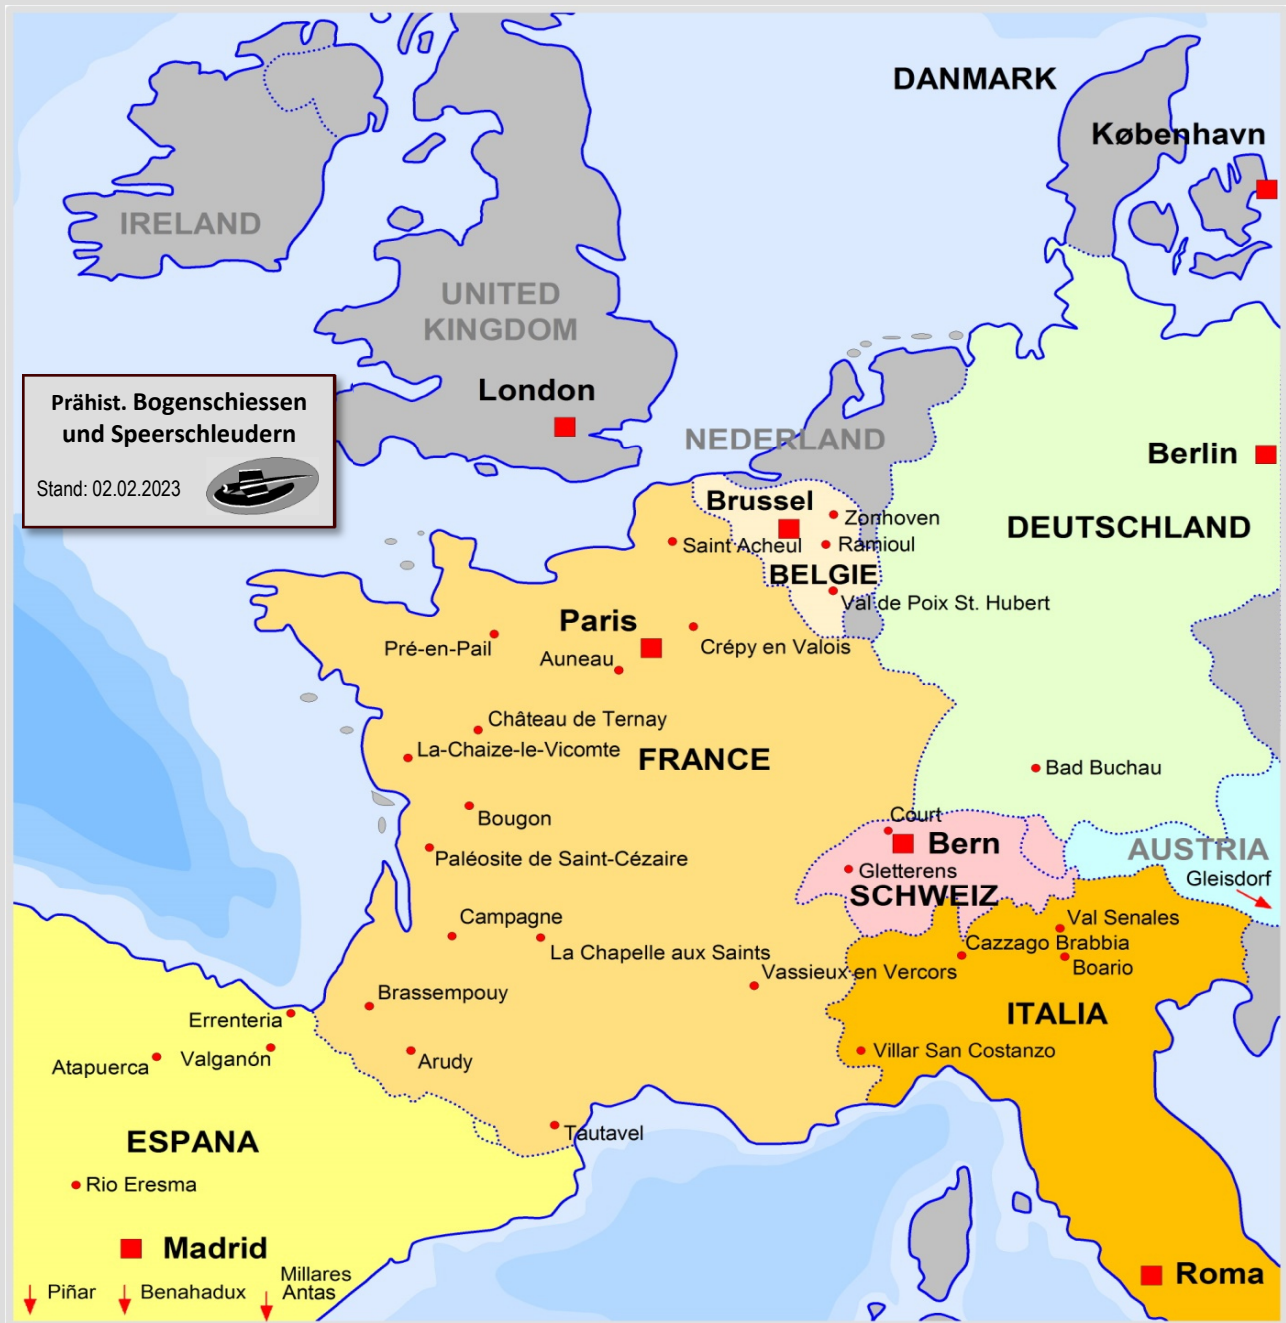 DANMARK
København
IRELAND
UNITED
KINGDOM
London
Prähist. Bogenschiessen
und Speerschleudern
Stand: 02.02.2023
NEDERLAND
Berlin
Brussel
Zonhoven
DEUTSCHLAND
Saint Acheul
Ramioul
BELGIE
Val de Poix St. Hubert
Paris
Pré-en-Pail
Crépy en Valois
Auneau
Château de Ternay
La-Chaize-le-Vicomte
FRANCE
Bad Buchau
Bougon
Court
Bern
Paléosite de Saint-Cézaire
AUSTRIA
Gletterens
Gleisdorf
SCHWEIZ
Campagne
Val Senales
La Chapelle aux Saints
Cazzago Brabbia
Vassieux en Vercors
Boario
Brassempouy
Errenteria
ITALIA
Atapuerca
Valganón
Arudy
Villar San Costanzo
ESPANA
Tautavel
Rio Eresma
Madrid
Roma
Piñar
Benahadux
Millares
Antas